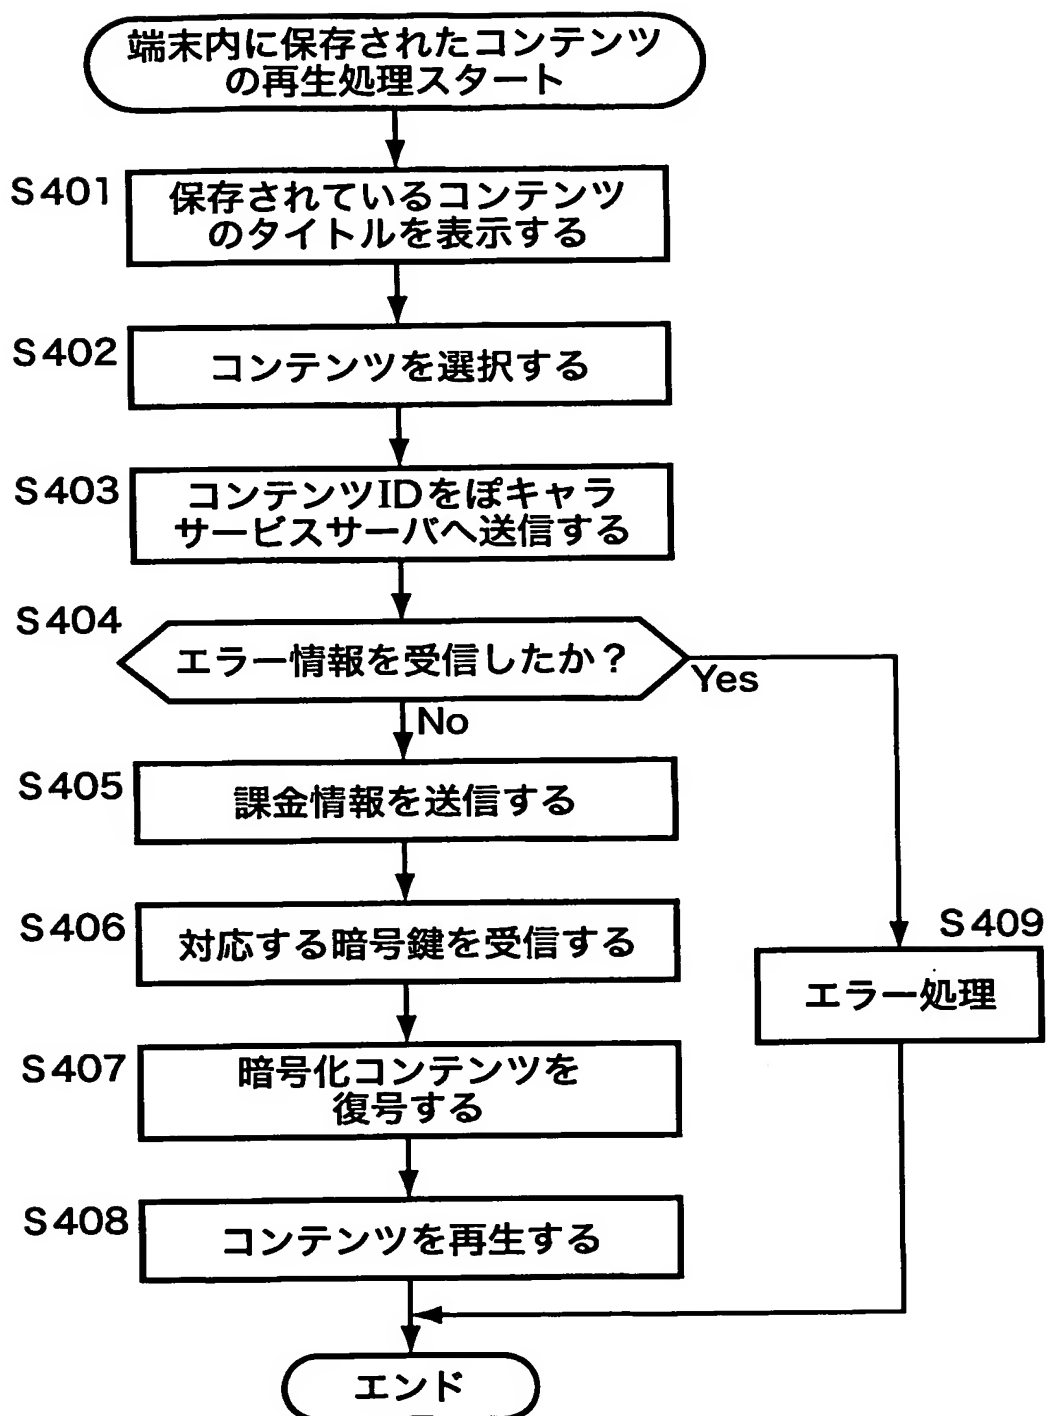 端末内に保存されたコンテンツ
の再生処理スタート
S401
保存されているコンテンツ
のタイトルを表示する
S402
コンテンツを選択する
S403
コンテンツIDをぽキャラ
サービスサーバへ送信する
S404
エラー情報を受信したか？
Yes
No
S405
課金情報を送信する
S406
対応する暗号鍵を受信する
S409
エラー処理
S407
暗号化コンテンツを
復号する
S408
コンテンツを再生する
エンド